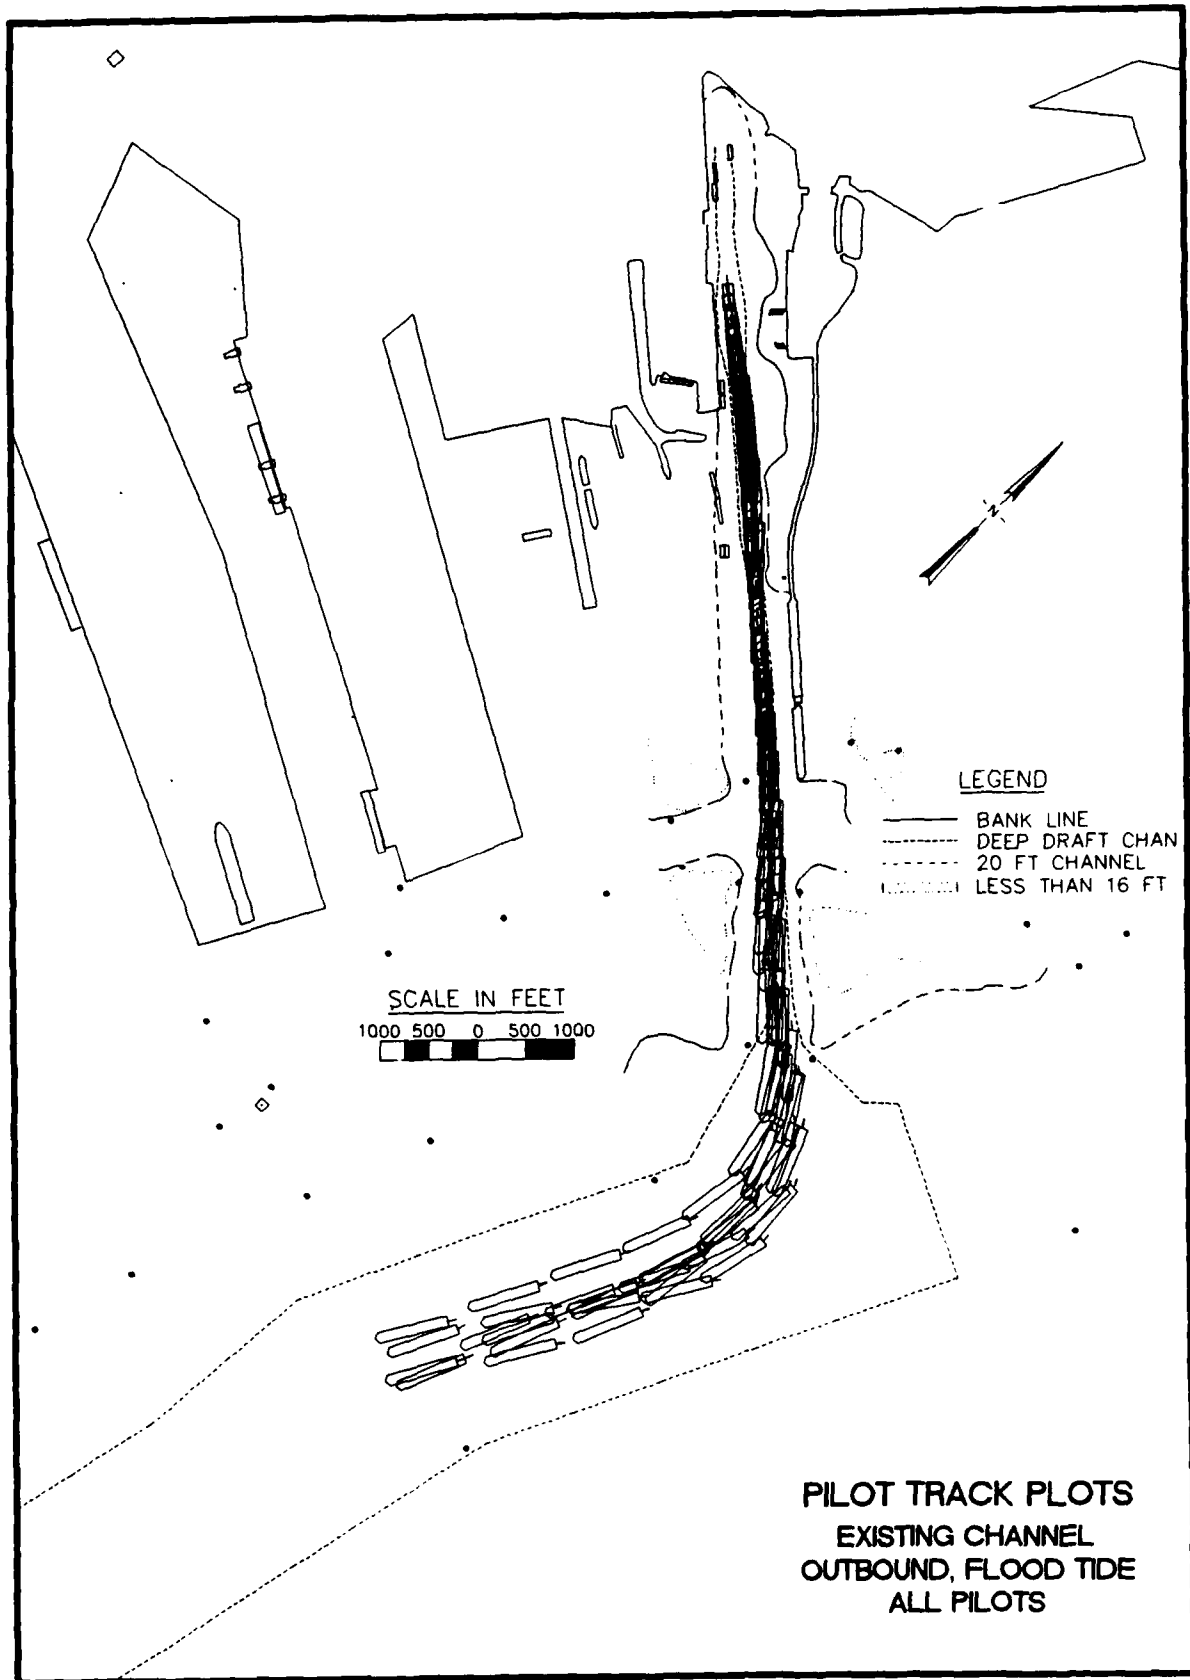 N
LEGEND
BANK LINE
DEEP DRAFT CHAN
20 FT CHANNEL
LESS THAN 16 FT
SCALE IN FEET
1000 500 0 500 1000
PILOT TRACK PLOTS
EXISTING CHANNEL
OUTBOUND, FLOOD TIDE
ALL PILOTS